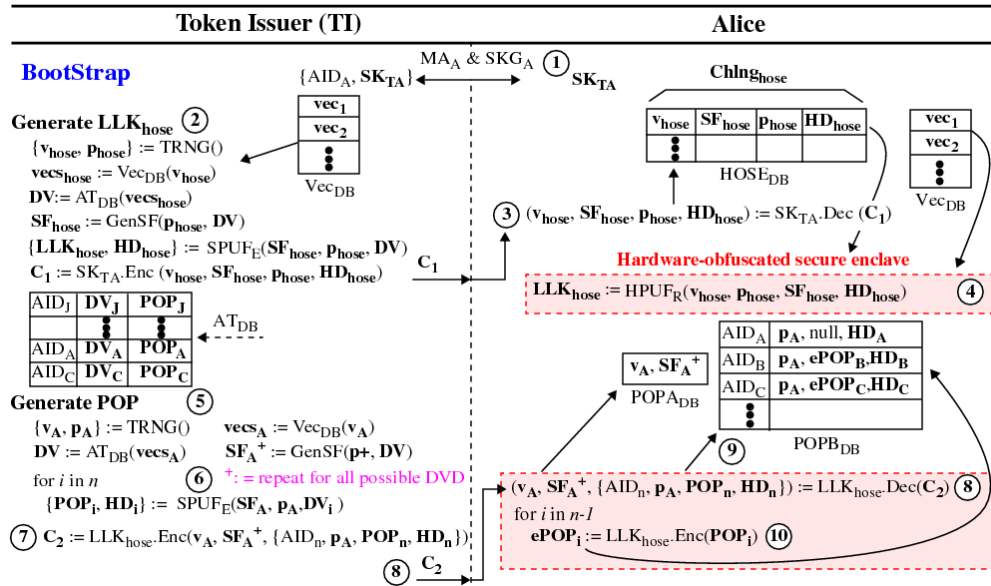 Token Issuer (TI)
Alice
BootStrap
MA_A & SKG_A
①
{AID_A, SK_TA}
SK_TA
Chlng_hose
vec_1
vec_2
Vec_DB
v_hose SF_hose p_hose HD_hose
HOSE_DB
vec_1
vec_2
Vec_DB
Generate LLK_hose ②
{v_hose, p_hose} := TRNG()
vecs_hose := Vec_DB(v_hose)
DV:= AT_DB(vecs_hose)
SF_hose := GenSF(p_hose, DV)
{LLK_hose, HD_hose} := SPUF_E(SF_hose, p_hose, DV)
C_1 := SK_TA.Enc (v_hose, SF_hose, p_hose, HD_hose)
C_1
③ (v_hose, SF_hose, p_hose, HD_hose) := SK_TA.Dec (C_1)
Hardware-obfuscated secure enclave
LLK_hose := HPUF_R(v_hose, p_hose, SF_hose, HD_hose)
④
AID_J DV_J POP_J
AID_A DV_A POP_A
AID_C DV_C POP_C
AT_DB
v_A, SF_A^+
POPA_DB
AID_A p_A, null, HD_A
AID_B p_A, ePOP_B,HD_B
AID_C p_A, ePOP_C,HD_C
POPB_DB
⑨
Generate POP ⑤
{v_A, p_A} := TRNG() vecs_A := Vec_DB(v_A)
DV := AT_DB(vecs_A) SF_A^+ := GenSF(p+, DV)
for i in n ⑥ +: = repeat for all possible DVD
{POP_i, HD_i} := SPUF_E(SF_A, p_A,DV_i)
⑦ C_2 := LLK_hose.Enc(v_A, SF_A^+, {AID_n, p_A, POP_n, HD_n})
⑧ C_2
(v_A, SF_A^+, {AID_n, p_A, POP_n, HD_n}) := LLK_hose.Dec(C_2) ⑧
for i in n-1
ePOP_i := LLK_hose.Enc(POP_i) ⑩